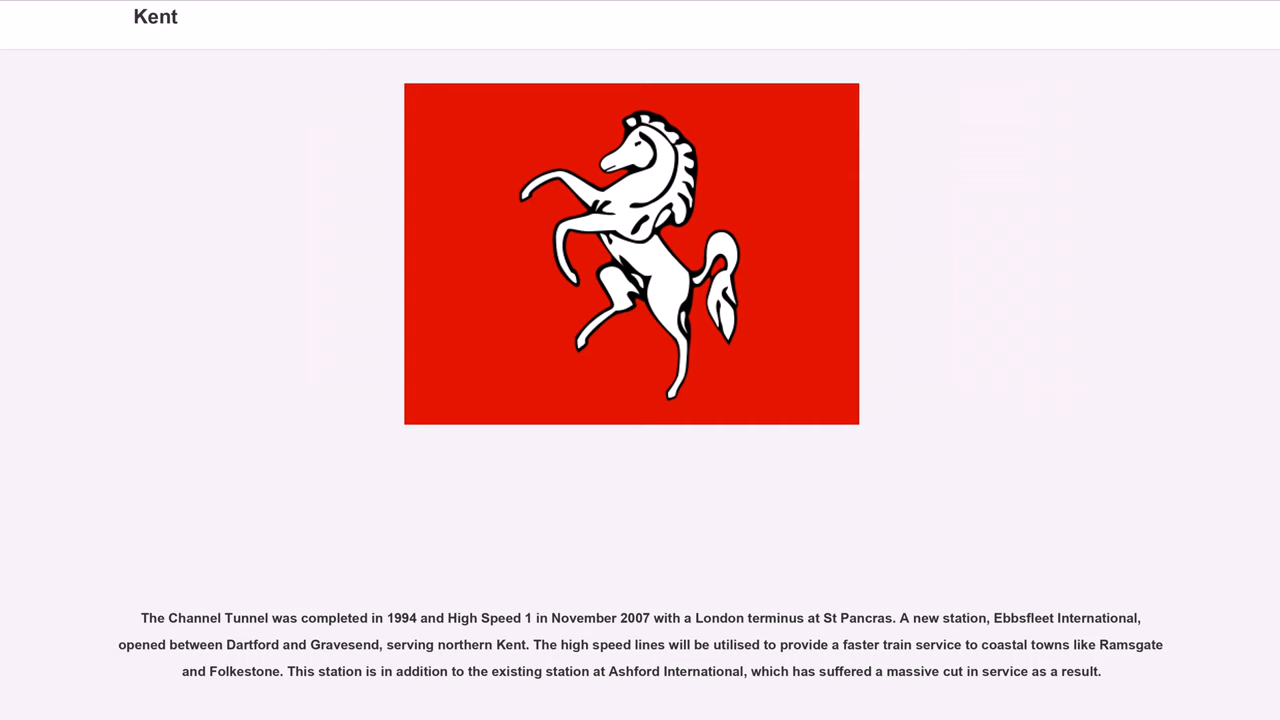 Kent
The Channel Tunnel was completed in 1994 and High Speed 1 in November 2007 with a London terminus at St Pancras. A new station, Ebbsfleet International,
opened between Dartford and Gravesend, serving northern Kent. The high speed lines will be utilised to provide a faster train service to coastal towns like Ramsgate
and Folkestone. This station is in addition to the existing station at Ashford International, which has suffered a massive cut in service as a result.